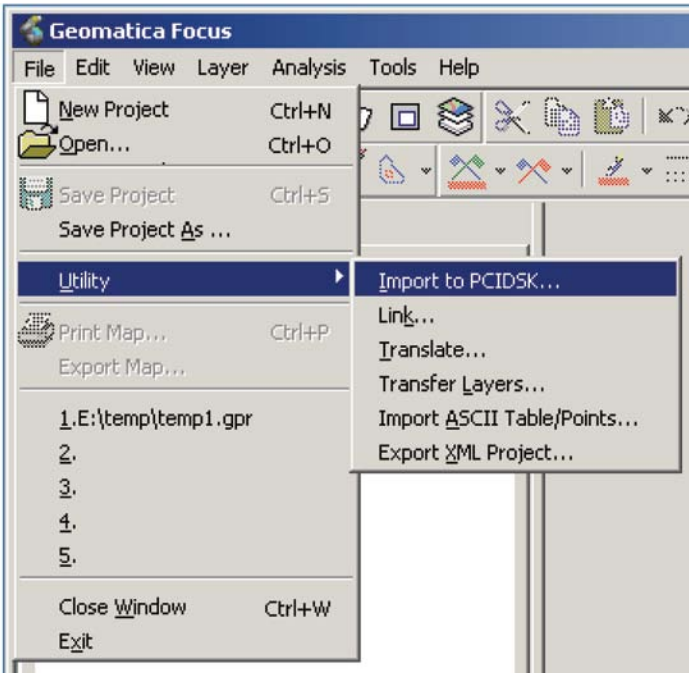 Geomatica Focus
File Edit View Layer Analysis Tools Help
New Project Ctrl+N
Open... Ctrl+O
Save Project Ctrl+S
Save Project As ...
Utility
Import to PCIDSK...
Link...
Translate...
Transfer Layers...
Import ASCII Table/Points...
Export XML Project...
Print Map... Ctrl+P
Export Map...
1.E:\temp\temp1.gpr
2.
3.
4.
5.
Close Window Ctrl+W
Exit